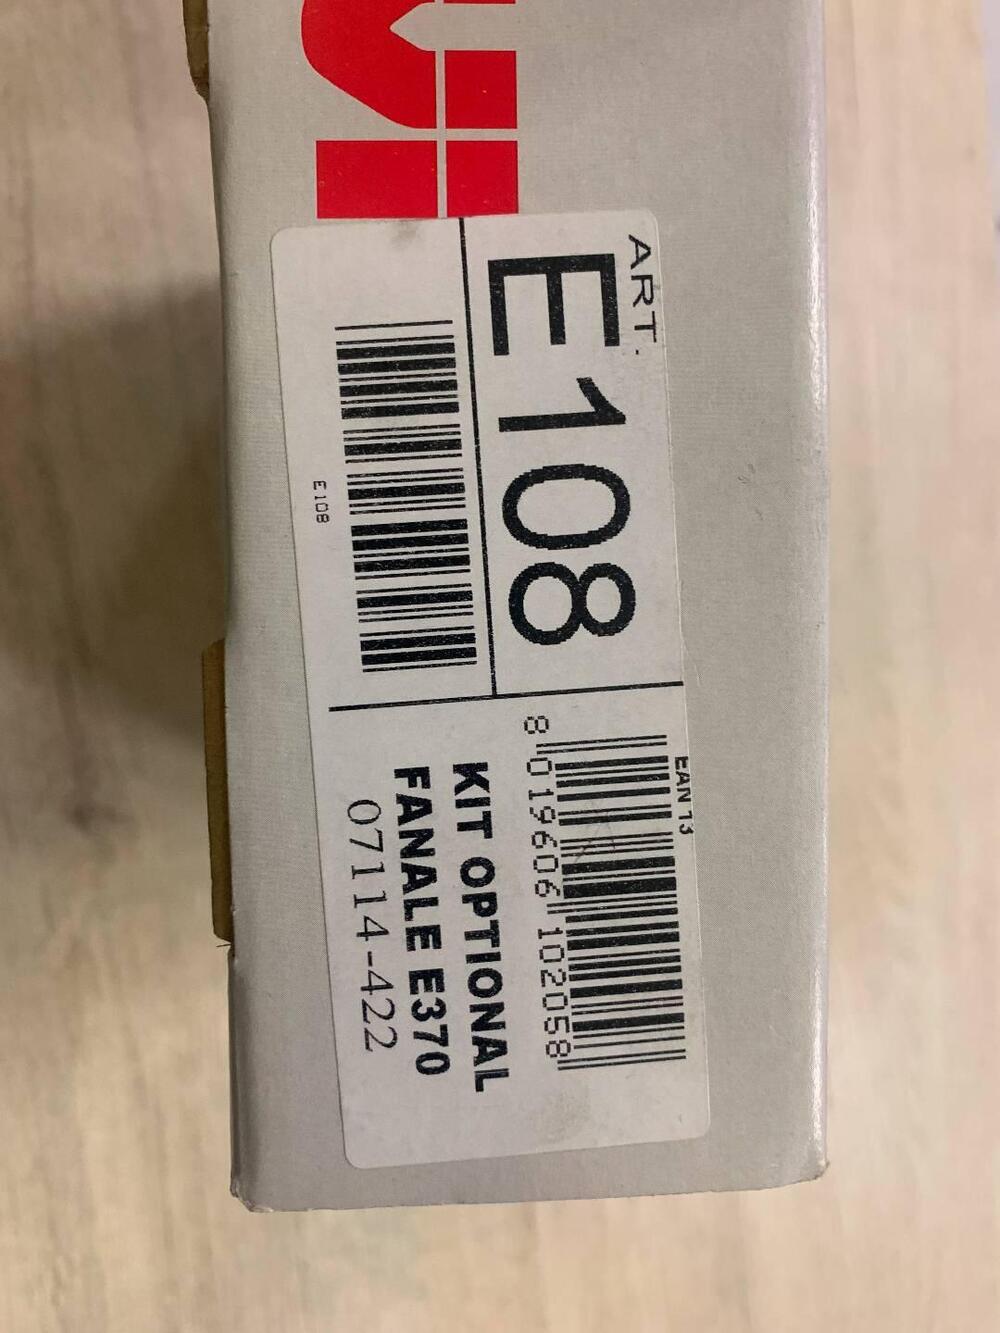 ART.
E108
E108
EAN 13
8 019606 102058
KIT OPTIONAL
FANALE E370
07114-422